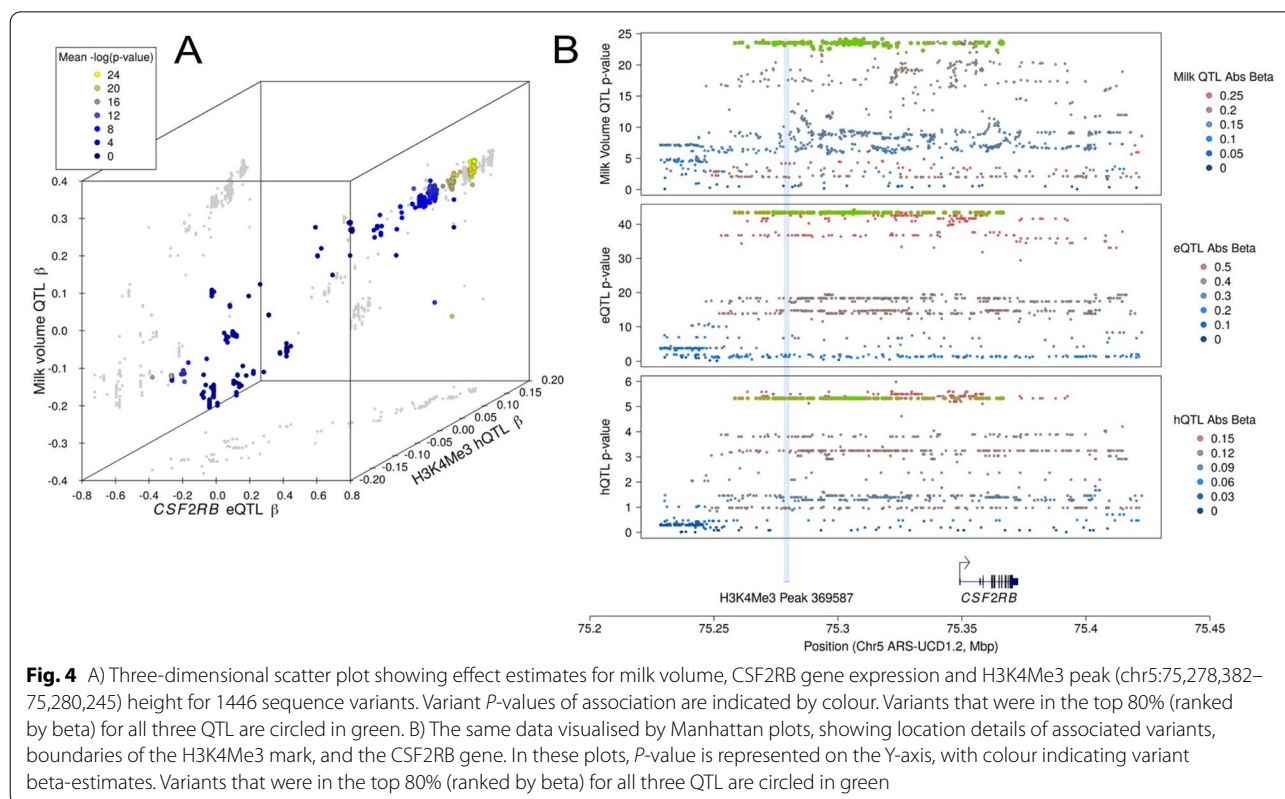 A
Mean -log(p-value)
24
20
16
12
8
4
0
Milk volume QTL β
0.4
0.3
0.2
0.1
0.0
-0.1
-0.2
-0.3
-0.4
-0.8 -0.6 -0.4 -0.2 0.0 0.2 0.4 0.6 0.8
CSF2RB eQTL β
-0.20
-0.15
-0.10
-0.05
0.00
0.05
0.10
0.15
0.20
H3K4Me3 hQTL β
B
Milk Volume QTL p-value
25
20
15
10
5
0
Milk QTL Abs Beta
0.25
0.2
0.15
0.1
0.05
0
eQTL p-value
40
30
20
10
0
eQTL Abs Beta
0.5
0.4
0.3
0.2
0.1
0
hQTL p-value
6
5
4
3
2
1
0
hQTL Abs Beta
0.15
0.12
0.09
0.06
0.03
0
H3K4Me3 Peak 369587
CSF2RB
75.2 75.25 75.3 75.35 75.4 75.45
Position (Chr5 ARS-UCD1.2, Mbp)
Fig. 4 A) Three-dimensional scatter plot showing effect estimates for milk volume, CSF2RB gene expression and H3K4Me3 peak (chr5:75,278,382–
75,280,245) height for 1446 sequence variants. Variant P-values of association are indicated by colour. Variants that were in the top 80% (ranked
by beta) for all three QTL are circled in green. B) The same data visualised by Manhattan plots, showing location details of associated variants,
boundaries of the H3K4Me3 mark, and the CSF2RB gene. In these plots, P-value is represented on the Y-axis, with colour indicating variant
beta-estimates. Variants that were in the top 80% (ranked by beta) for all three QTL are circled in green